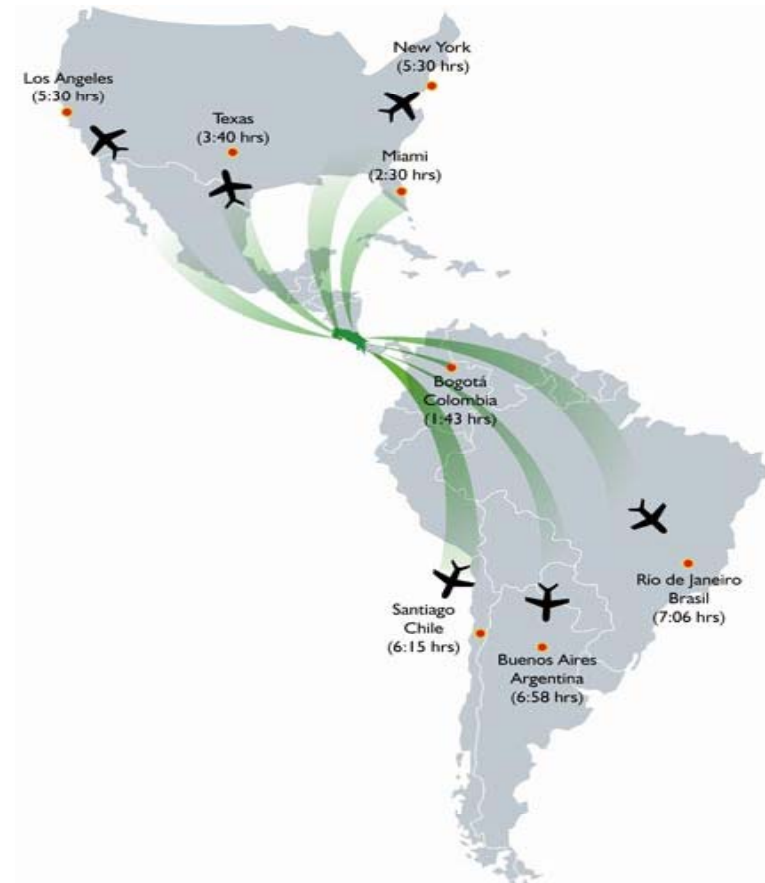 New York
(5:30 hrs)
Los Angeles
(5:30 hrs)
Texas
(3:40 hrs)
Miami
(2:30 hrs)
Bogotá
Colombia
(1:43 hrs)
Río de Janeiro
Brasil
(7:06 hrs)
Santiago
Chile
(6:15 hrs)
Buenos Aires
Argentina
(6:58 hrs)